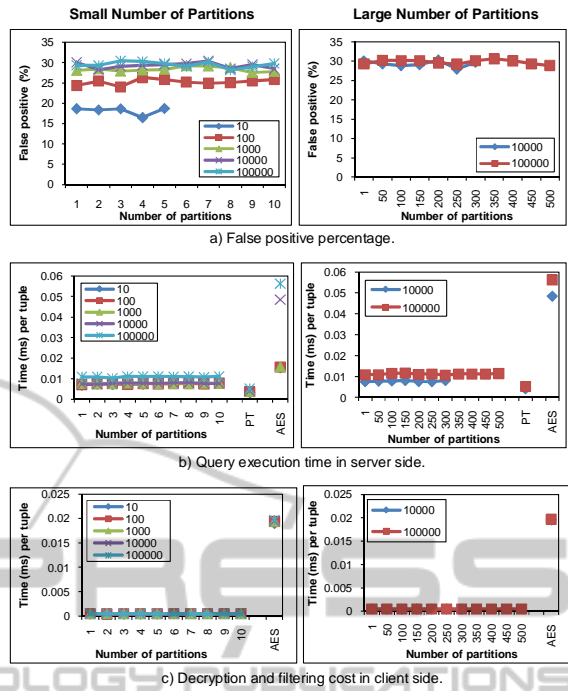 Small Number of Partitions
Large Number of Partitions
False positive (%)
35
30
25
20
15
10
5
0
10
100
1000
10000
100000
1 2 3 4 5 6 7 8 9 10
Number of partitions
False positive (%)
35
30
25
20
15
10
5
0
10000
100000
1 50 100 150 200 250 300 350 400 450 500
Number of partitions
a) False positive percentage.
Time (ms) per tuple
0.06
0.05
0.04
0.03
0.02
0.01
0
10
100
1000
10000
100000
1 2 3 4 5 6 7 8 9 10 PT AES
Number of partitions
Time (ms) per tuple
0.06
0.05
0.04
0.03
0.02
0.01
0
10000
100000
1 50 100 150 200 250 300 350 400 450 500 PT AES
Number of partitions
b) Query execution time in server side.
Time (ms) per tuple
0.025
0.02
0.015
0.01
0.005
0
10
100
1000
10000
100000
1 2 3 4 5 6 7 8 9 10 AES
Number of partitions
Time (ms) per tuple
0.025
0.02
0.015
0.01
0.005
0
10000
100000
1 50 100 150 200 250 300 350 400 450 500 AES
Number of partitions
c) Decryption and filtering cost in client side.
PRESS
OLOGY PUBLICATIONS